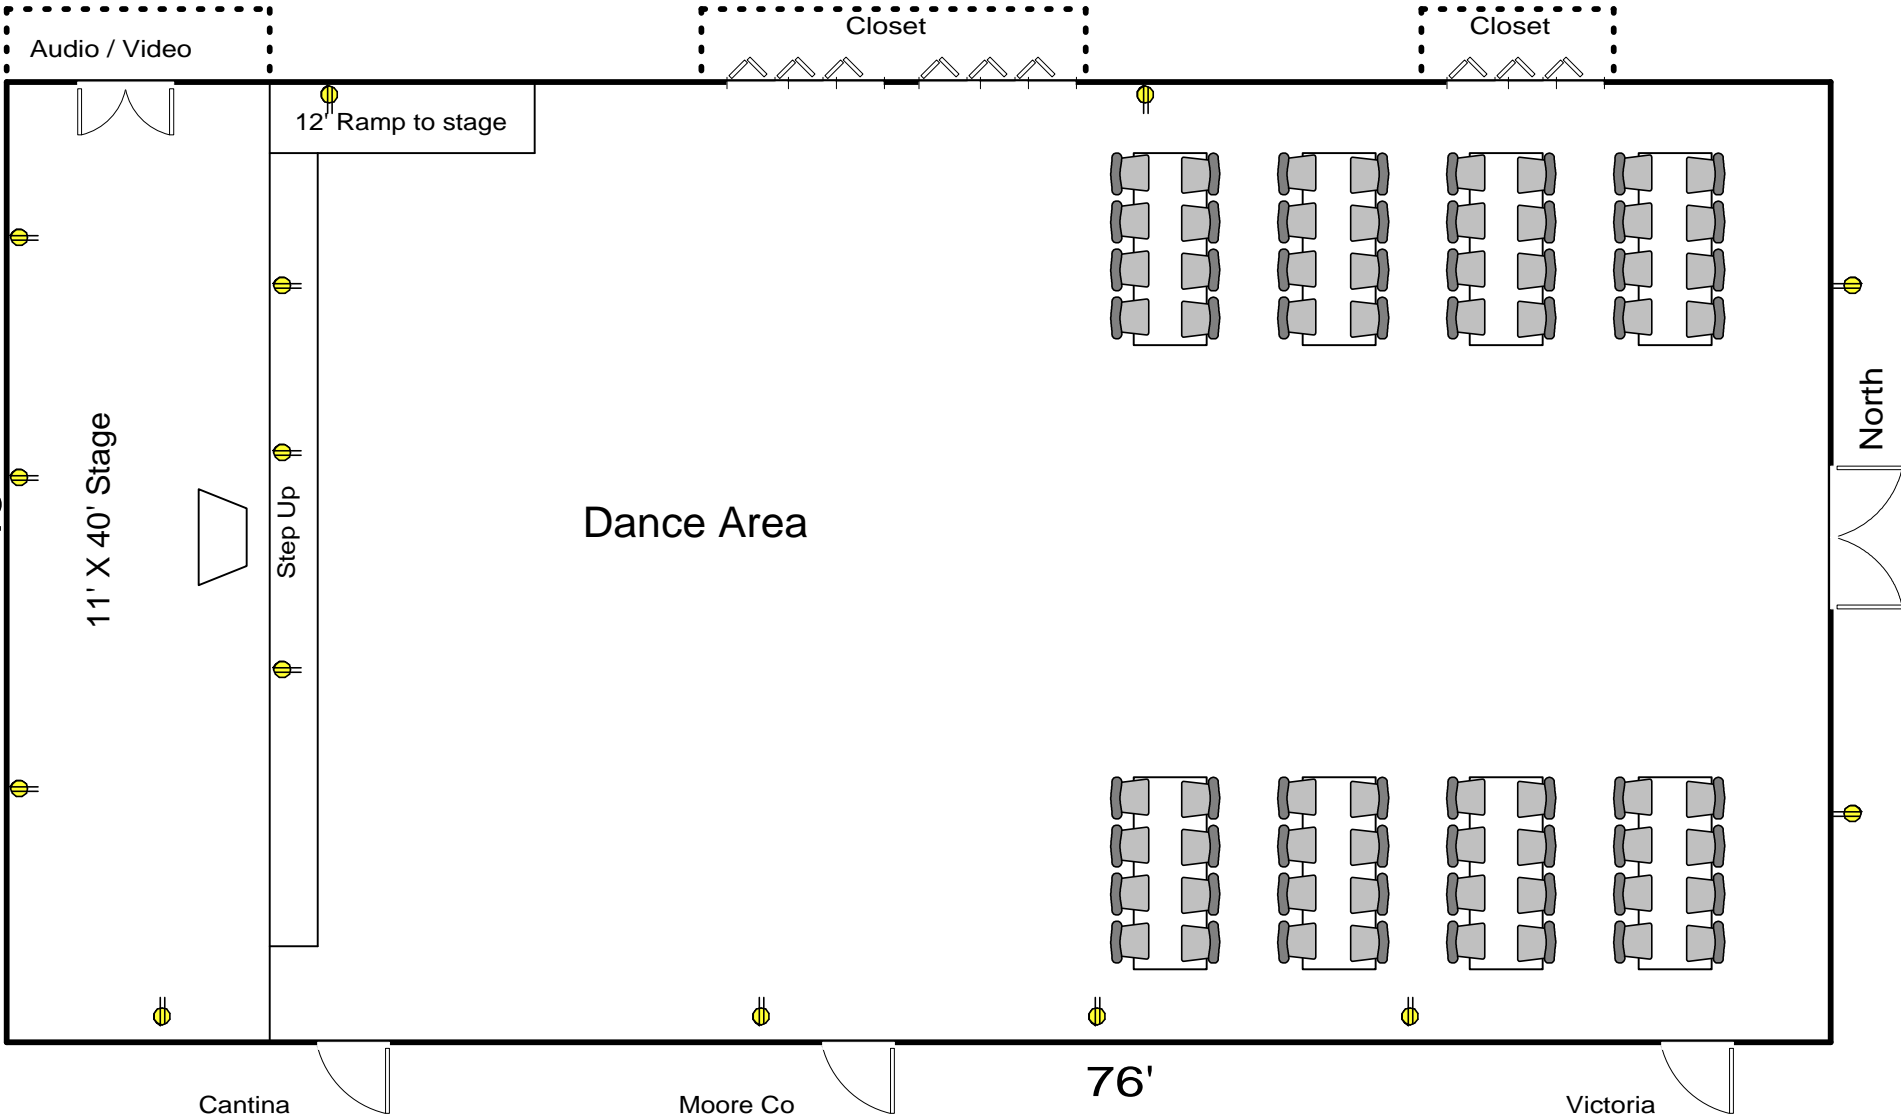 Closet
Closet
Audio / Video
12' Ramp to stage
North
11' X 40' Stage
Step Up
Dance Area
76'
Cantina
Moore Co
Victoria